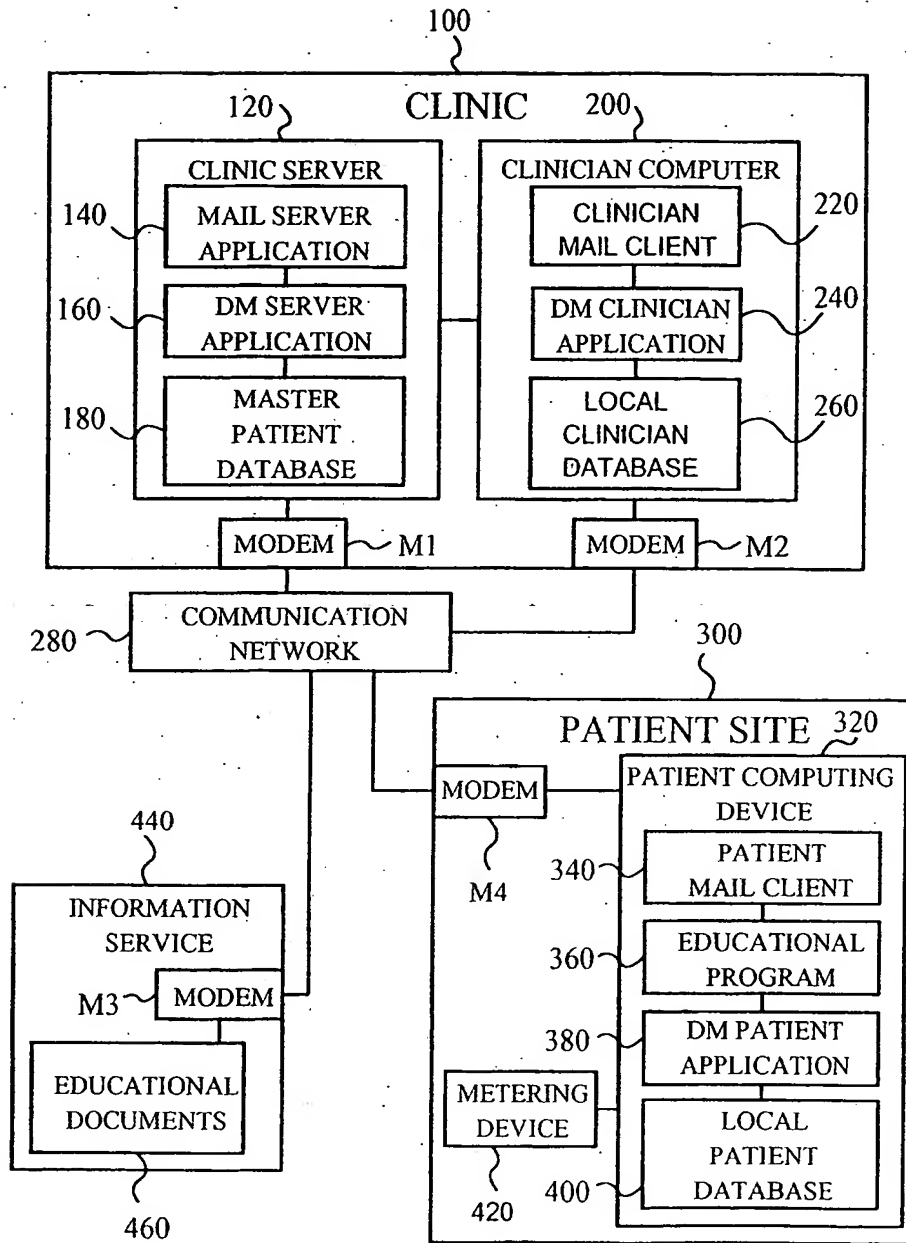 100
CLINIC
120
200
CLINIC SERVER
CLINICIAN COMPUTER
140
MAIL SERVER
APPLICATION
CLINICIAN
MAIL CLIENT
220
160
DM SERVER
APPLICATION
DM CLINICIAN
APPLICATION
240
180
MASTER
PATIENT
DATABASE
LOCAL
CLINICIAN
DATABASE
260
MODEM
M1
MODEM
M2
COMMUNICATION
NETWORK
280
300
PATIENT SITE
320
MODEM
M4
PATIENT COMPUTING
DEVICE
340
PATIENT
MAIL CLIENT
360
EDUCATIONAL
PROGRAM
380
DM PATIENT
APPLICATION
METERING
DEVICE
420
400
LOCAL
PATIENT
DATABASE
440
INFORMATION
SERVICE
M3
MODEM
EDUCATIONAL
DOCUMENTS
460